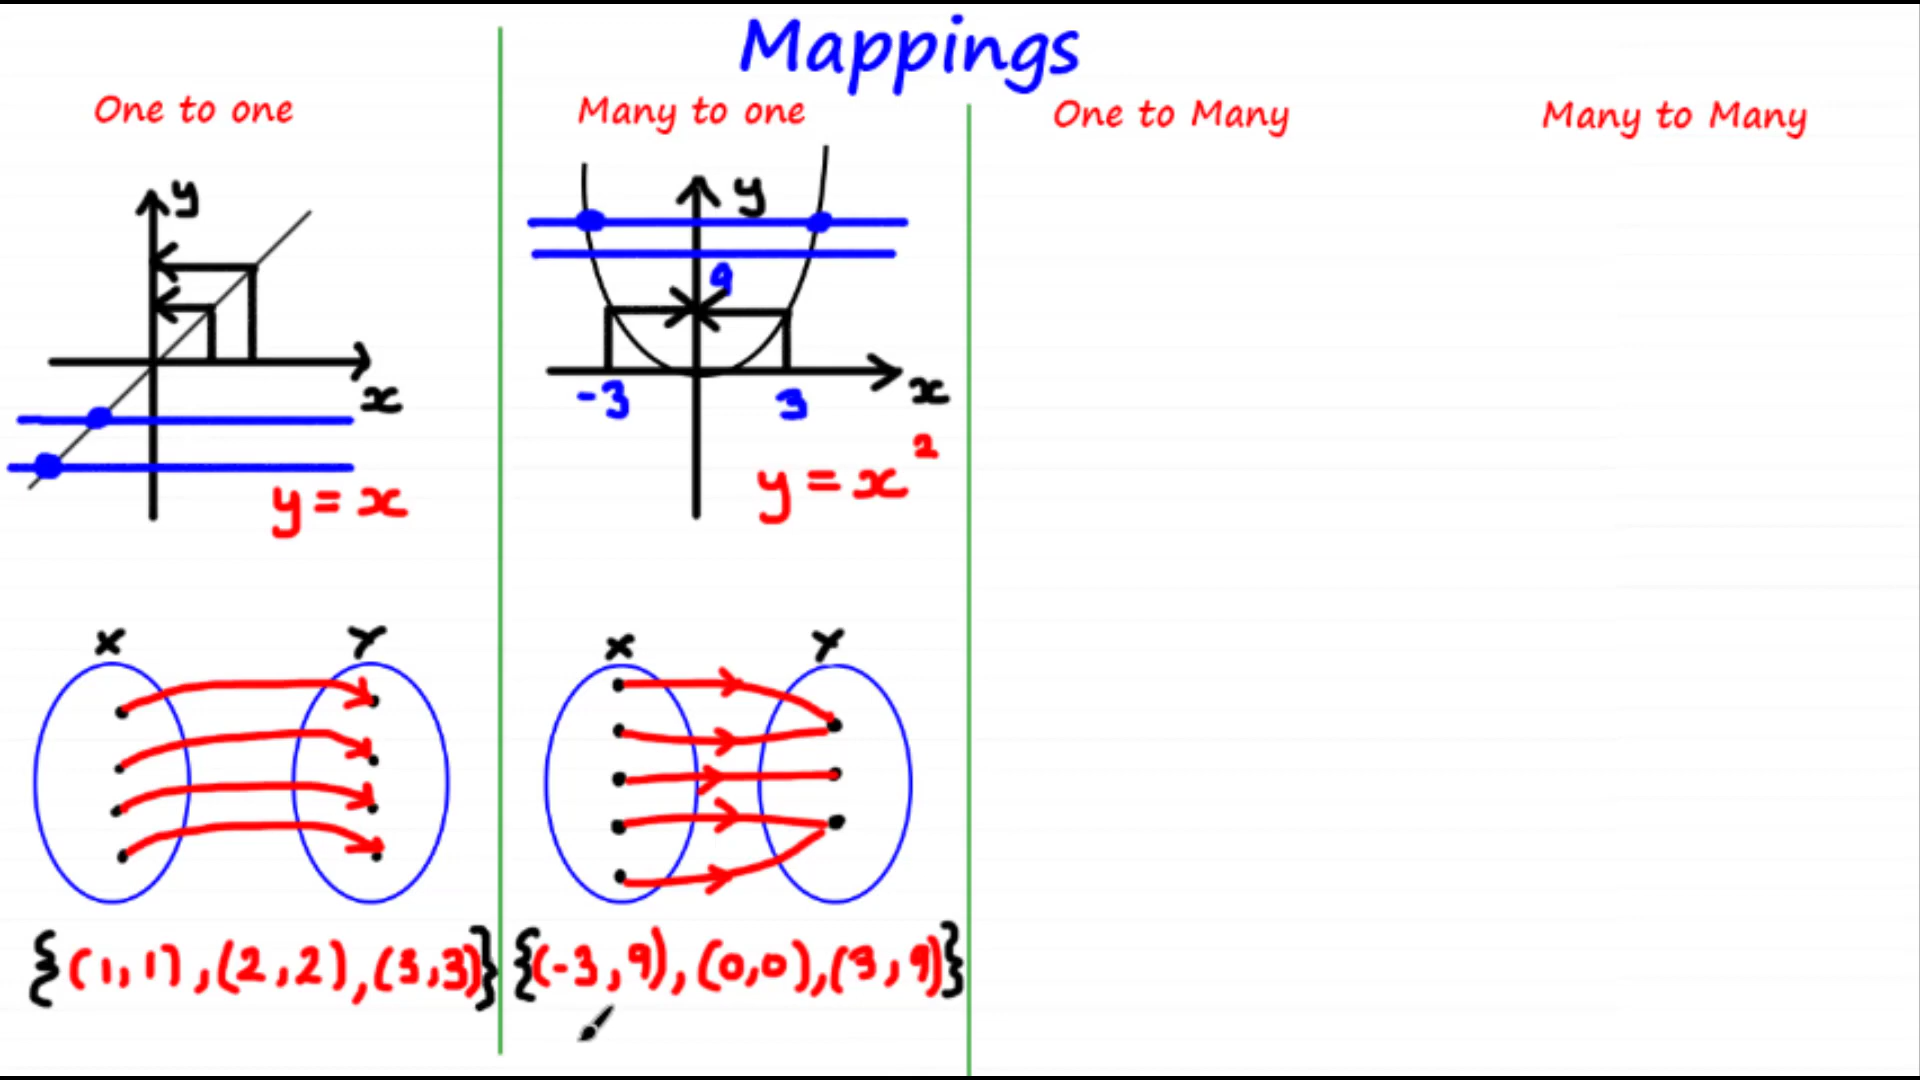 Mappings
One to one
Many to one
One to Many
Many to Many
y
x
y = x
y
9
-3
3
x
y = x²
X
Y
X
Y
{(1,1),(2,2),(3,3)}
{(-3,9),(0,0),(3,9)}